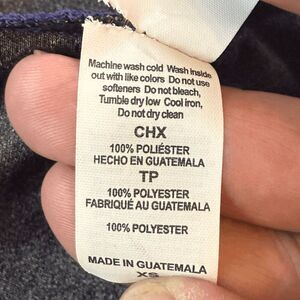 Machine wash cold Wash inside
out with like colors Do not use
softeners Do not bleach,
Tumble dry low Cool iron,
Do not dry clean
CHX
100% POLIÉSTER
HECHO EN GUATEMALA
TP
100% POLYESTER
FABRIQUÉ AU GUATEMALA
100% POLYESTER
MADE IN GUATEMALA
XS